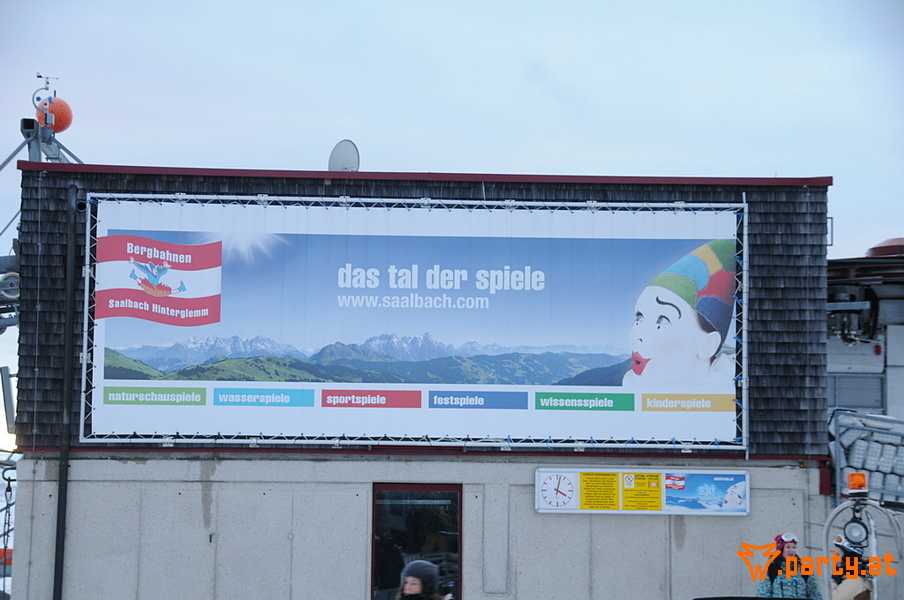 Bergbahnen
Saalbach Hinterglemm
das tal der spiele
www.saalbach.com
naturschauspiele
wasserspiele
sportspiele
festspiele
wissensspiele
kinderspiele
w.party.at